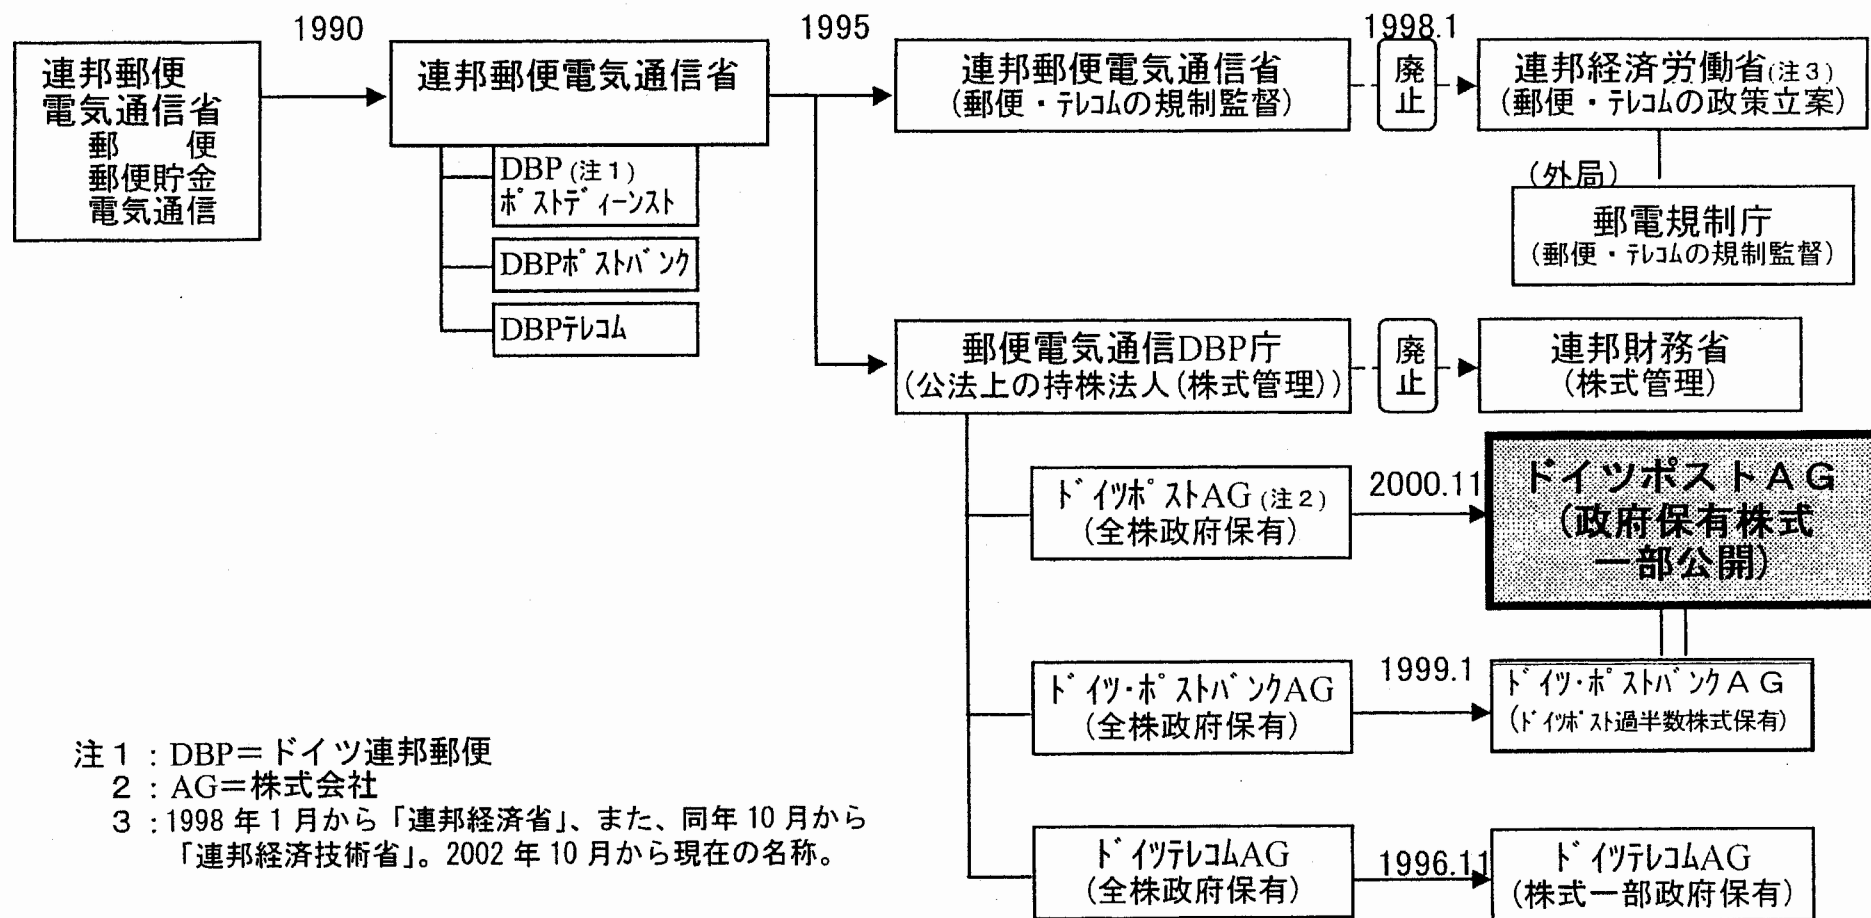 1990
1995
1998.1
連邦郵便
電気通信省
郵　　便
郵便貯金
電気通信
連邦郵便電気通信省
DBP(注1)
ポストディーンスト
DBPポストバンク
DBPテレコム
連邦郵便電気通信省
(郵便・テレコムの規制監督)
廃止
連邦経済労働省(注3)
(郵便・テレコムの政策立案)
(外局)
郵電規制庁
(郵便・テレコムの規制監督)
郵便電気通信DBP庁
(公法上の持株法人(株式管理))
廃止
連邦財務省
(株式管理)
ドイツポストAG(注2)
(全株政府保有)
2000.11
ドイツポストAG
(政府保有株式
一部公開)
ドイツ・ポストバンクAG
(全株政府保有)
1999.1
ドイツ・ポストバンクAG
(ドイツポスト過半数株式保有)
ドイツテレコムAG
(全株政府保有)
1996.11
ドイツテレコムAG
(株式一部政府保有)
注1：DBP＝ドイツ連邦郵便
2：AG＝株式会社
3：1998年1月から「連邦経済省」、また、同年10月から
「連邦経済技術省」。2002年10月から現在の名称。